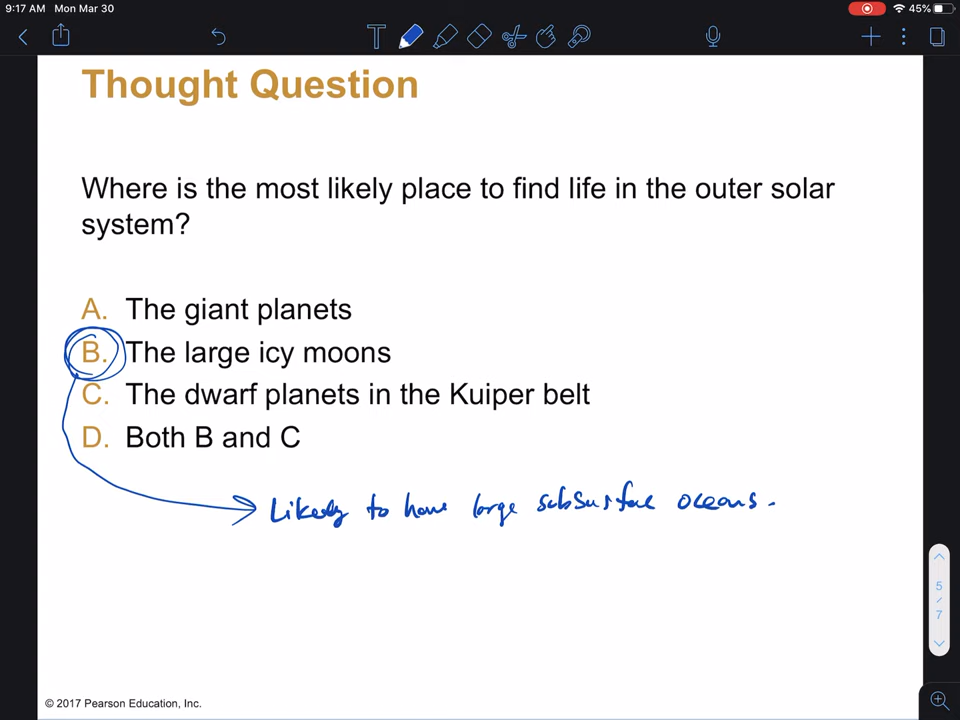 9:17 AM Mon Mar 30
45%
Thought Question
Where is the most likely place to find life in the outer solar
system?
A. The giant planets
B. The large icy moons
C. The dwarf planets in the Kuiper belt
D. Both B and C
Likely to have large subsurface oceans.
5
/
7
© 2017 Pearson Education, Inc.